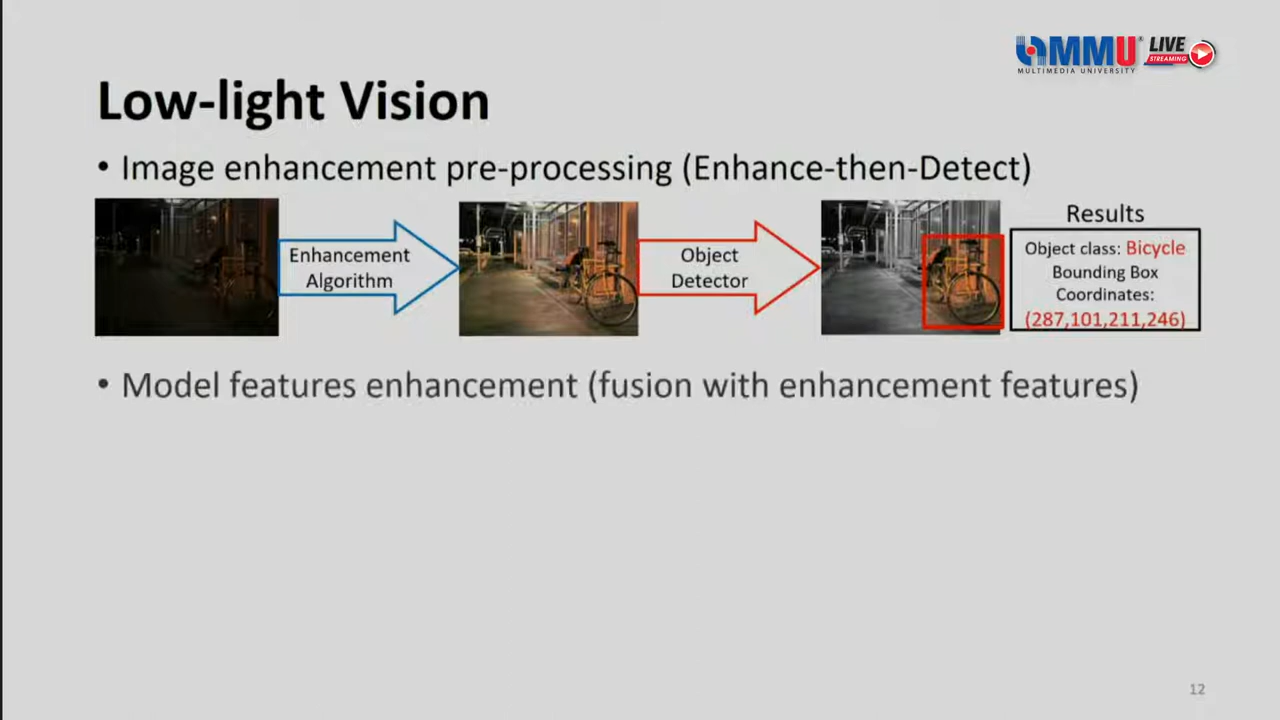 MMU LIVE
MULTIMEDIA UNIVERSITY STREAMING
Low-light Vision
• Image enhancement pre-processing (Enhance-then-Detect)
Enhancement
Algorithm
Object
Detector
Results
Object class: Bicycle
Bounding Box
Coordinates:
(287,101,211,246)
• Model features enhancement (fusion with enhancement features)
12